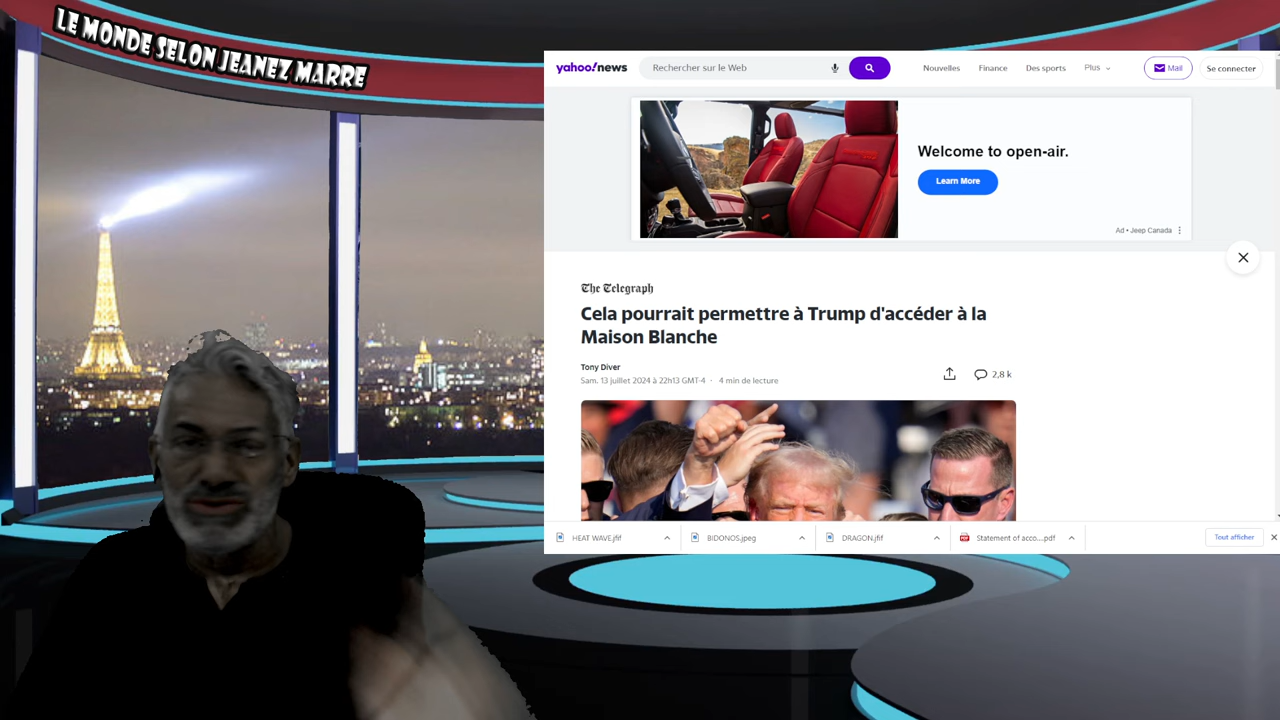 LE MONDE SELON JEANEZ MARRE
yahoo!news
Rechercher sur le Web
Nouvelles
Finance
Des sports
Plus
Mail
Se connecter
Welcome to open-air.
Learn More
Ad • Jeep Canada
The Telegraph
Cela pourrait permettre à Trump d'accéder à la
Maison Blanche
Tony Diver
Sam. 13 juillet 2024 à 22h13 GMT-4 · 4 min de lecture
2,8 k
HEAT WAVE.jfif
BIDONOS.jpeg
DRAGON.jfif
PDF
Statement of acco....pdf
Tout afficher